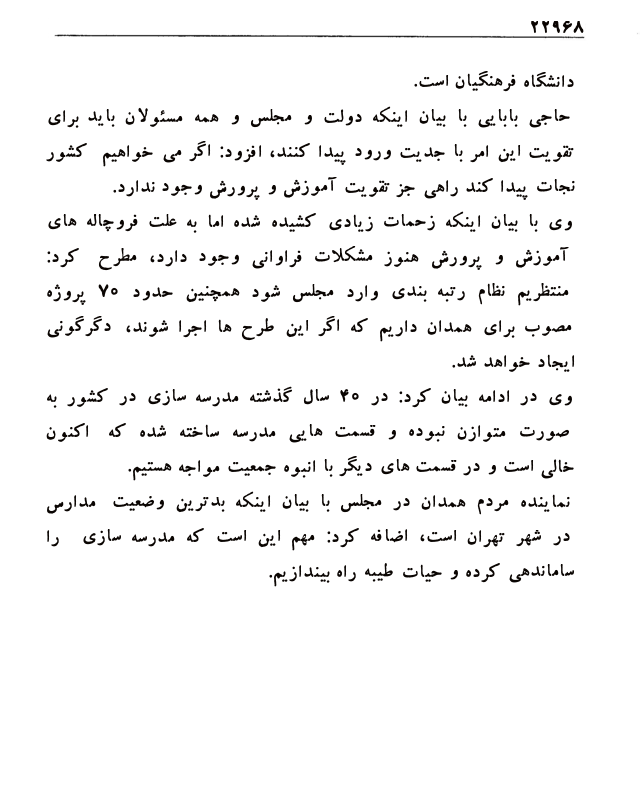 ۲۲۹۶۸
دانشگاه فرهنگیان است.
حاجی بابایی با بیان اینکه دولت و مجلس و همه مسئولان باید برای
تقویت این امر با جدیت ورود پیدا کنند، افزود: اگر می خواهیم کشور
نجات پیدا کند راهی جز تقویت آموزش و پرورش وجود ندارد.
وی با بیان اینکه زحمات زیادی کشیده شده اما به علت فروچاله های
آموزش و پرورش هنوز مشکلات فراوانی وجود دارد، مطرح کرد:
منتظریم نظام رتبه بندی وارد مجلس شود همچنین حدود ۷۰ پروژه
مصوب برای همدان داریم که اگر این طرح ها اجرا شوند، دگرگونی
ایجاد خواهد شد.
وی در ادامه بیان کرد: در ۴۰ سال گذشته مدرسه سازی در کشور به
صورت متوازن نبوده و قسمت هایی مدرسه ساخته شده که اکنون
خالی است و در قسمت های دیگر با انبوه جمعیت مواجه هستیم.
نماینده مردم همدان در مجلس با بیان اینکه بدترین وضعیت مدارس
در شهر تهران است، اضافه کرد: مهم این است که مدرسه سازی را
ساماندهی کرده و حیات طیبه راه بیندازیم.